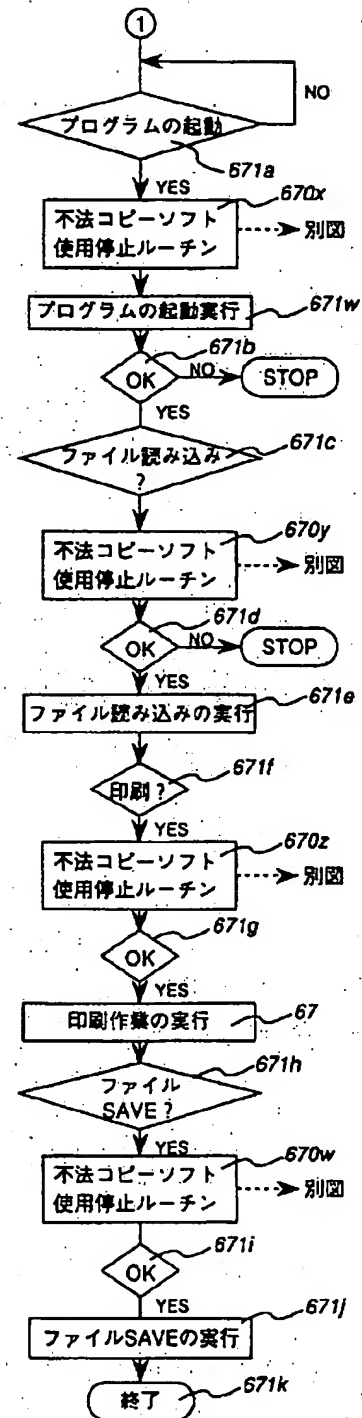 1
NO
プログラムの起動
671a
YES
670x
不法コピーソフト
使用停止ルーチン
別図
プログラムの起動実行
671w
671b
OK
NO
STOP
YES
671c
ファイル読み込み
?
670y
不法コピーソフト
使用停止ルーチン
別図
671d
OK
NO
STOP
YES
671e
ファイル読み込みの実行
671f
印刷?
YES
670z
不法コピーソフト
使用停止ルーチン
別図
671g
OK
YES
印刷作業の実行
67
671h
ファイル
SAVE?
YES
670w
不法コピーソフト
使用停止ルーチン
別図
671i
OK
YES
671j
ファイルSAVEの実行
671k
終了